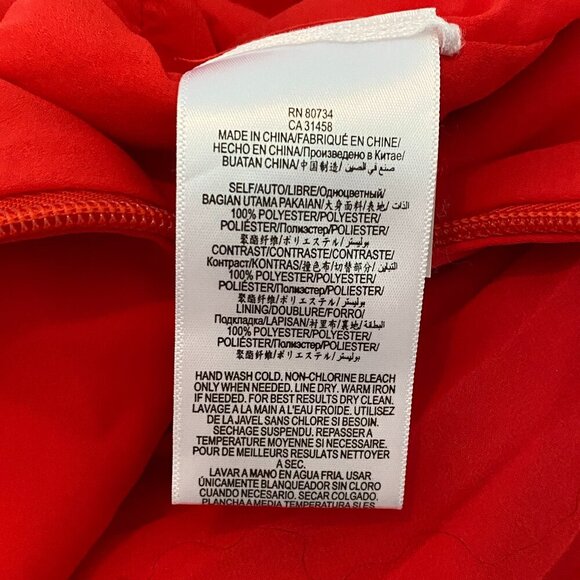 RN 80734
CA 31458
MADE IN CHINA/FABRIQUÉ EN CHINE/
HECHO EN CHINA/Произведено в Китае/
BUATAN CHINA/中国制造/صنع في الصين
SELF/AUTO/LIBRE/Одноцветный/
BAGIAN UTAMA PAKAIAN/大身面料/表地/الذات
100% POLYESTER/POLYESTER/
POLIÉSTER/Полиэстер/POLIESTER/
聚酯纤维/ポリエステル/بوليستر
CONTRAST/CONTRASTE/CONTRASTE/
Контраст/KONTRAS/撞色布/切替部分/التباين
100% POLYESTER/POLYESTER/
POLIÉSTER/Полиэстер/POLIESTER/
聚酯纤维/ポリエステル/بوليستر
LINING/DOUBLURE/FORRO/
Подкладка/LAPISAN/衬里布/裏地/البطانة
100% POLYESTER/POLYESTER/
POLIÉSTER/Полиэстер/POLIESTER/
聚酯纤维/ポリエステル/بوليستر
HAND WASH COLD. NON-CHLORINE BLEACH
ONLY WHEN NEEDED. LINE DRY. WARM IRON
IF NEEDED. FOR BEST RESULTS DRY CLEAN.
LAVAGE A LA MAIN A L'EAU FROIDE. UTILISEZ
DE LA JAVEL SANS CHLORE SI BESOIN.
SECHAGE SUSPENDU. REPASSER A
TEMPERATURE MOYENNE SI NECESSAIRE.
POUR DE MEILLEURS RESULATS NETTOYER
A SEC.
LAVAR A MANO EN AGUA FRIA. USAR
ÚNICAMENTE BLANQUEADOR SIN CLORO
CUANDO NECESARIO. SECAR COLGADO.
PLANCHA A MEDIA TEMPERATURA SI ES